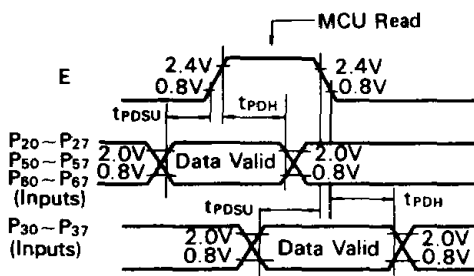 MCU Read
E
2.4V
0.8V
2.4V
0.8V
tPDSU
tPDH
P20~P27
P50~P57
P60~P67
(Inputs)
2.0V
0.8V
Data Valid
2.0V
0.8V
tPDSU
tPDH
P30~P37
(Inputs)
2.0V
0.8V
Data Valid
2.0V
0.8V